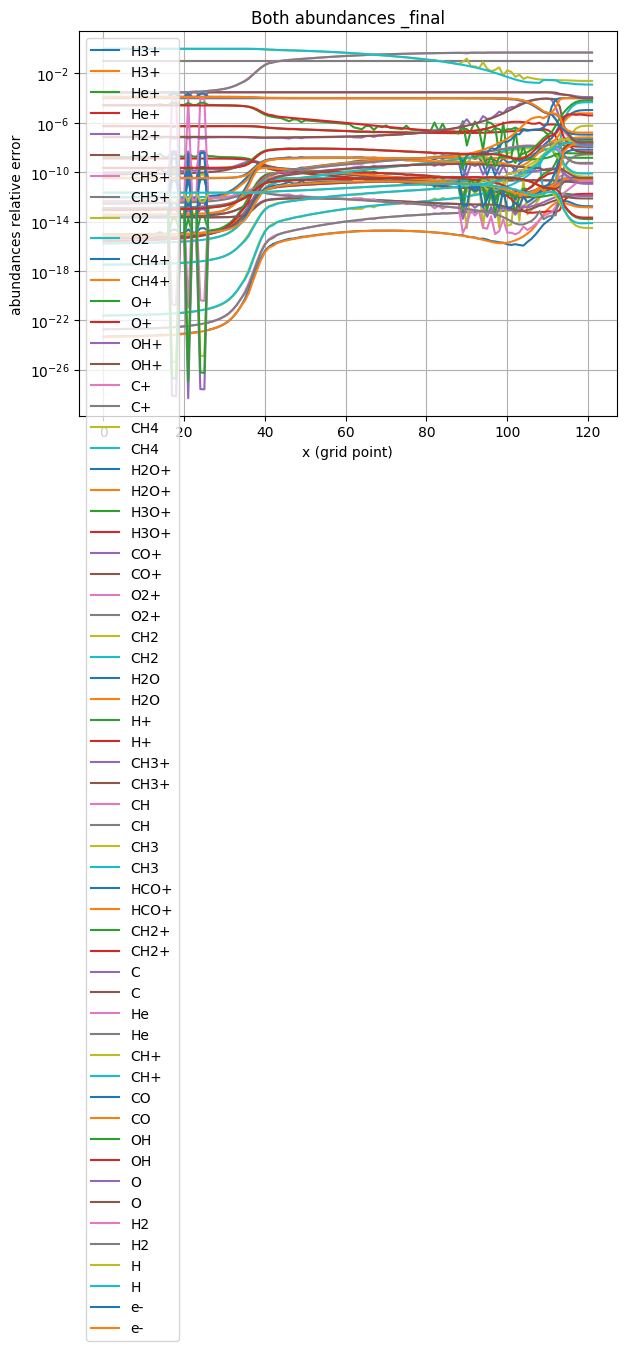 Both abundances _final
abundances relative error
10⁻²
10⁻⁶
10⁻¹⁰
10⁻¹⁴
10⁻¹⁸
10⁻²²
10⁻²⁶
0 20 40 60 80 100 120
x (grid point)
H3+
H3+
He+
He+
H2+
H2+
CH5+
CH5+
O2
O2
CH4+
CH4+
O+
O+
OH+
OH+
C+
C+
CH4
CH4
H2O+
H2O+
H3O+
H3O+
CO+
CO+
O2+
O2+
CH2
CH2
H2O
H2O
H+
H+
CH3+
CH3+
CH
CH
CH3
CH3
HCO+
HCO+
CH2+
CH2+
C
C
He
He
CH+
CH+
CO
CO
OH
OH
O
O
H2
H2
H
H
e-
e-